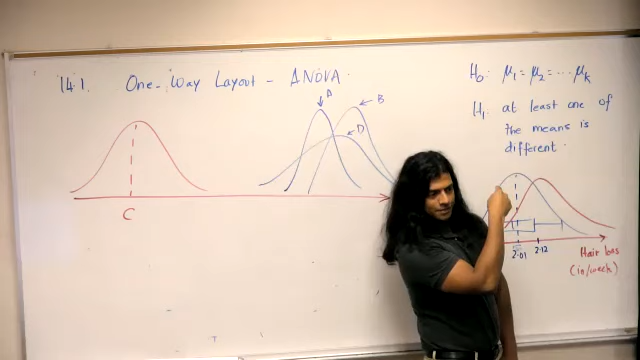 14.1 One-Way Layout - ANOVA.
H₀: μ₁ = μ₂ = ... μₖ
H₁: at least one of
the means is
different.
A
B
D
C
2.01 2.12
Hair loss
(in/week)